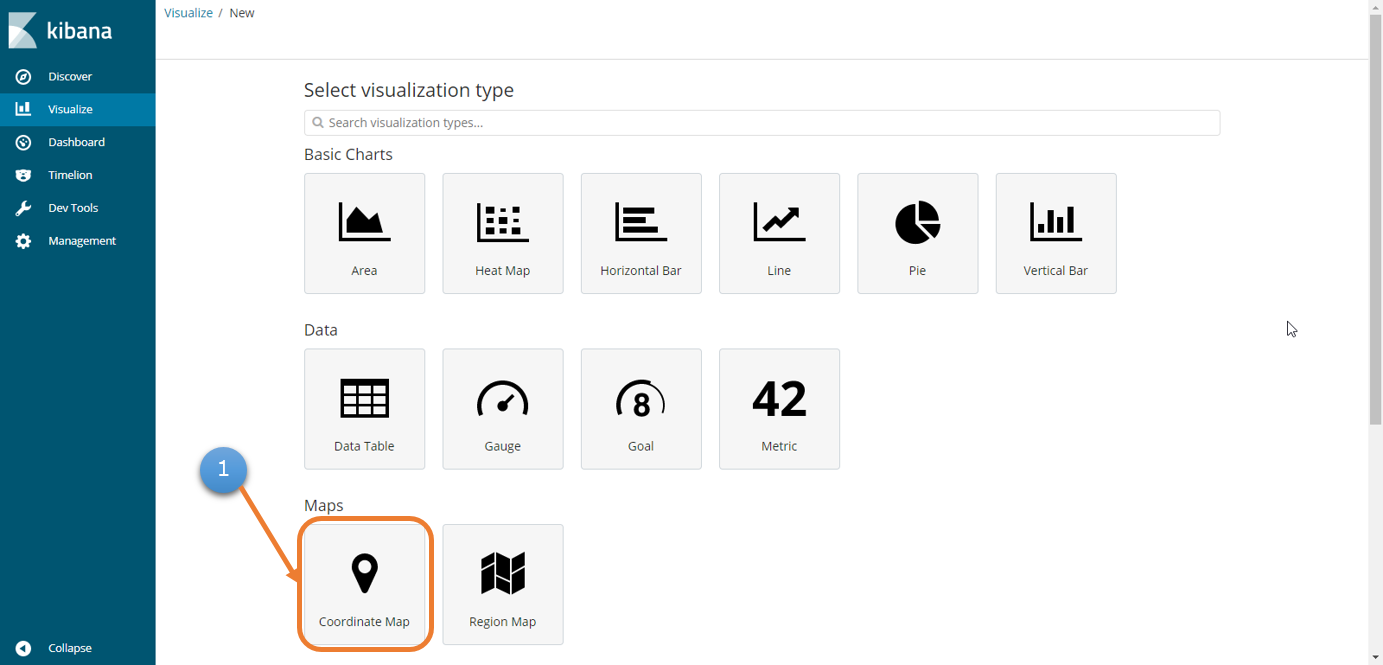 kibana
Discover
Visualize
Dashboard
Timelion
Dev Tools
Management
Collapse
Visualize / New
Select visualization type
Search visualization types...
Basic Charts
Area
Heat Map
Horizontal Bar
Line
Pie
Vertical Bar
Data
8
42
Data Table
Gauge
Goal
Metric
1
Maps
Coordinate Map
Region Map